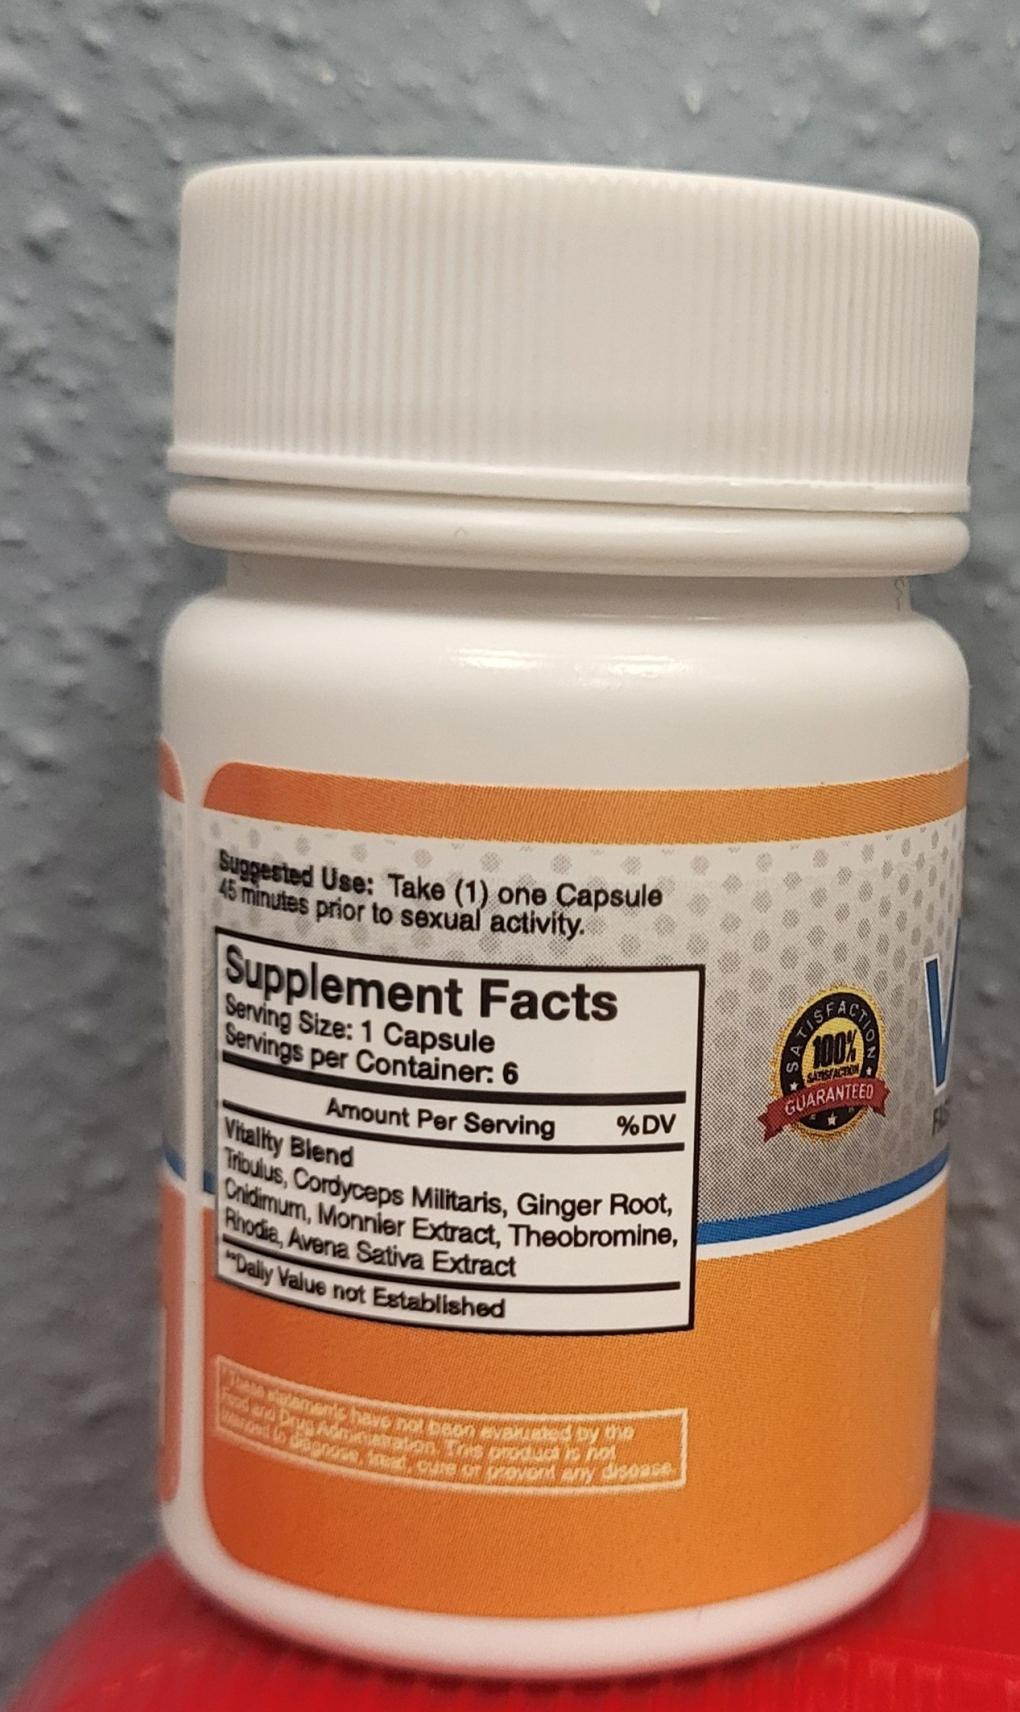 Suggested Use: Take (1) one Capsule
45 minutes prior to sexual activity.
Supplement Facts
Serving Size: 1 Capsule
Servings per Container: 6
Amount Per Serving %DV
Vitality Blend
Tribulus, Cordyceps Militaris, Ginger Root,
Cnidimum, Monnier Extract, Theobromine,
Rhodia, Avena Sativa Extract
**Daily Value not Established
*These statements have not been evaluated by the
Food and Drug Administration. This product is not
intended to diagnose, treat, cure or prevent any disease.
SATISFACTION
100%
SATISFACTION
GUARANTEED
V